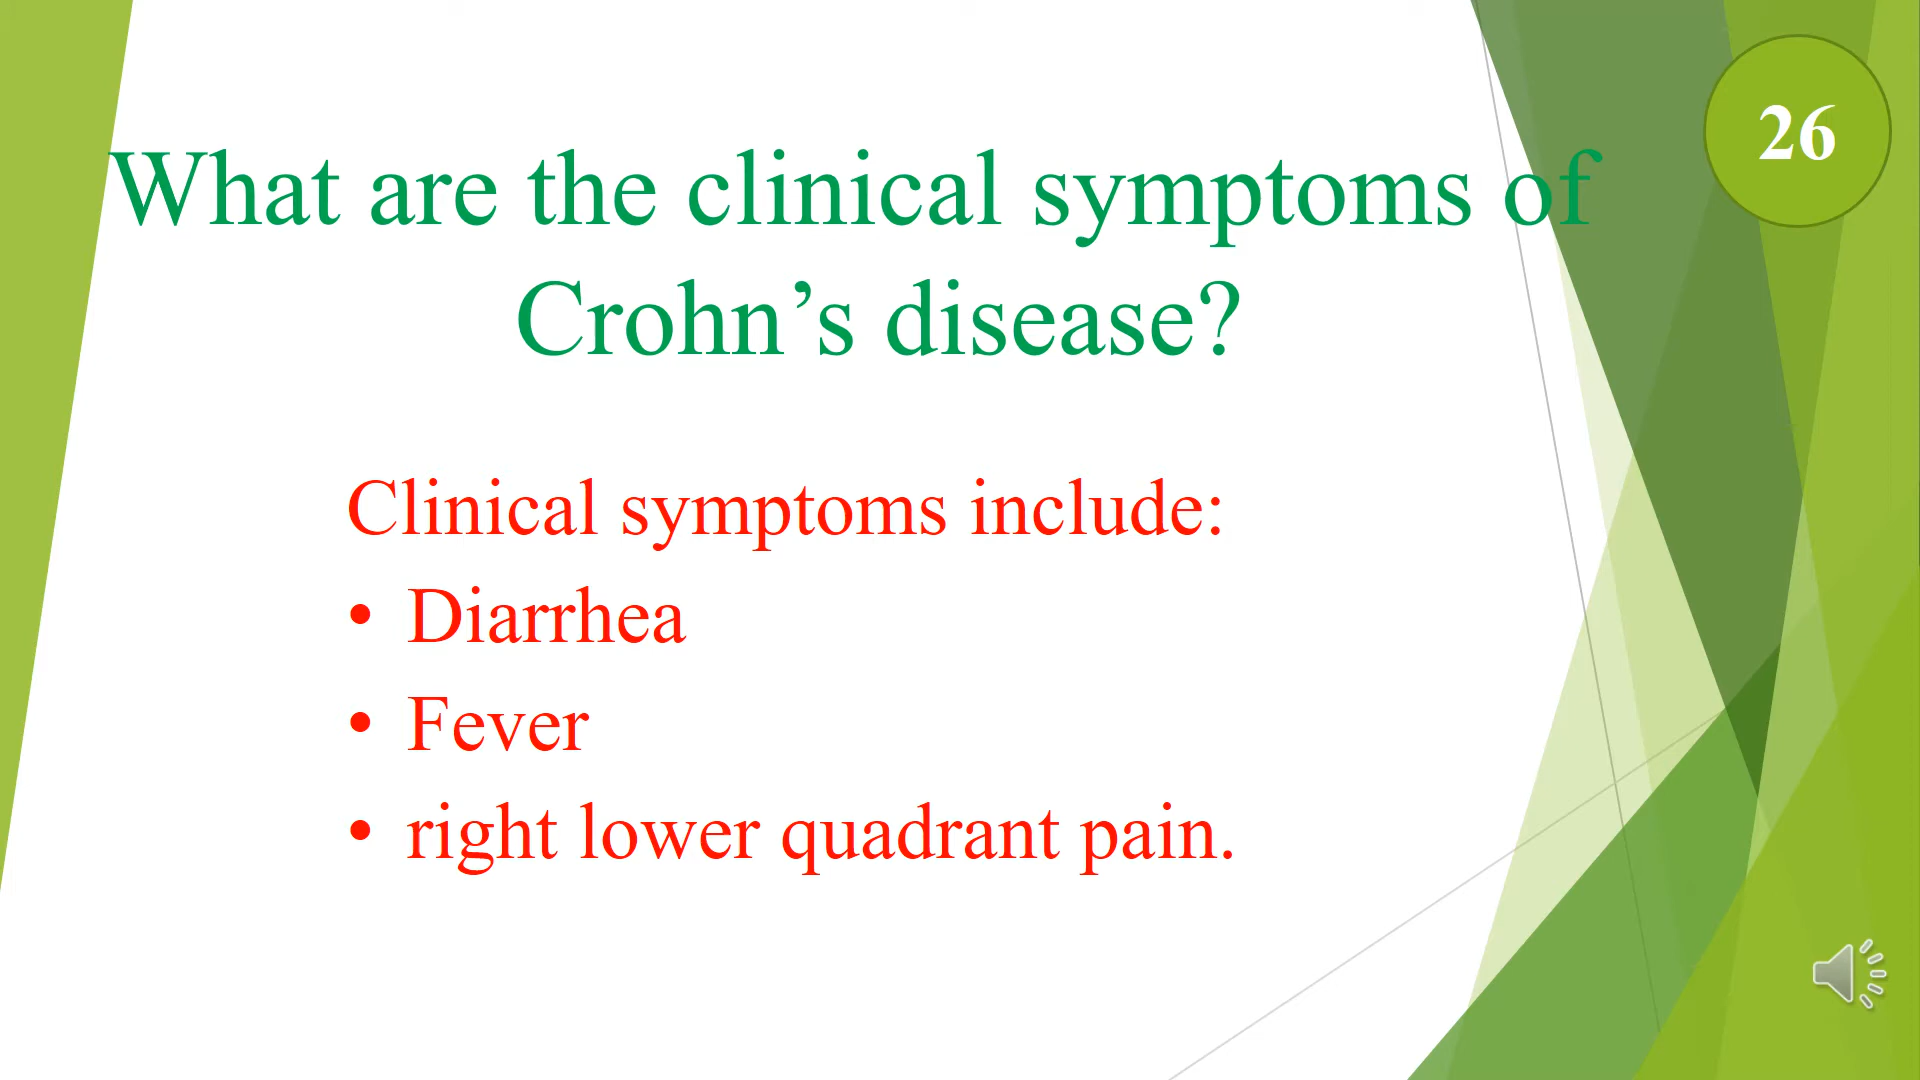 26
What are the clinical symptoms of
Crohn’s disease?
Clinical symptoms include:
• Diarrhea
• Fever
• right lower quadrant pain.